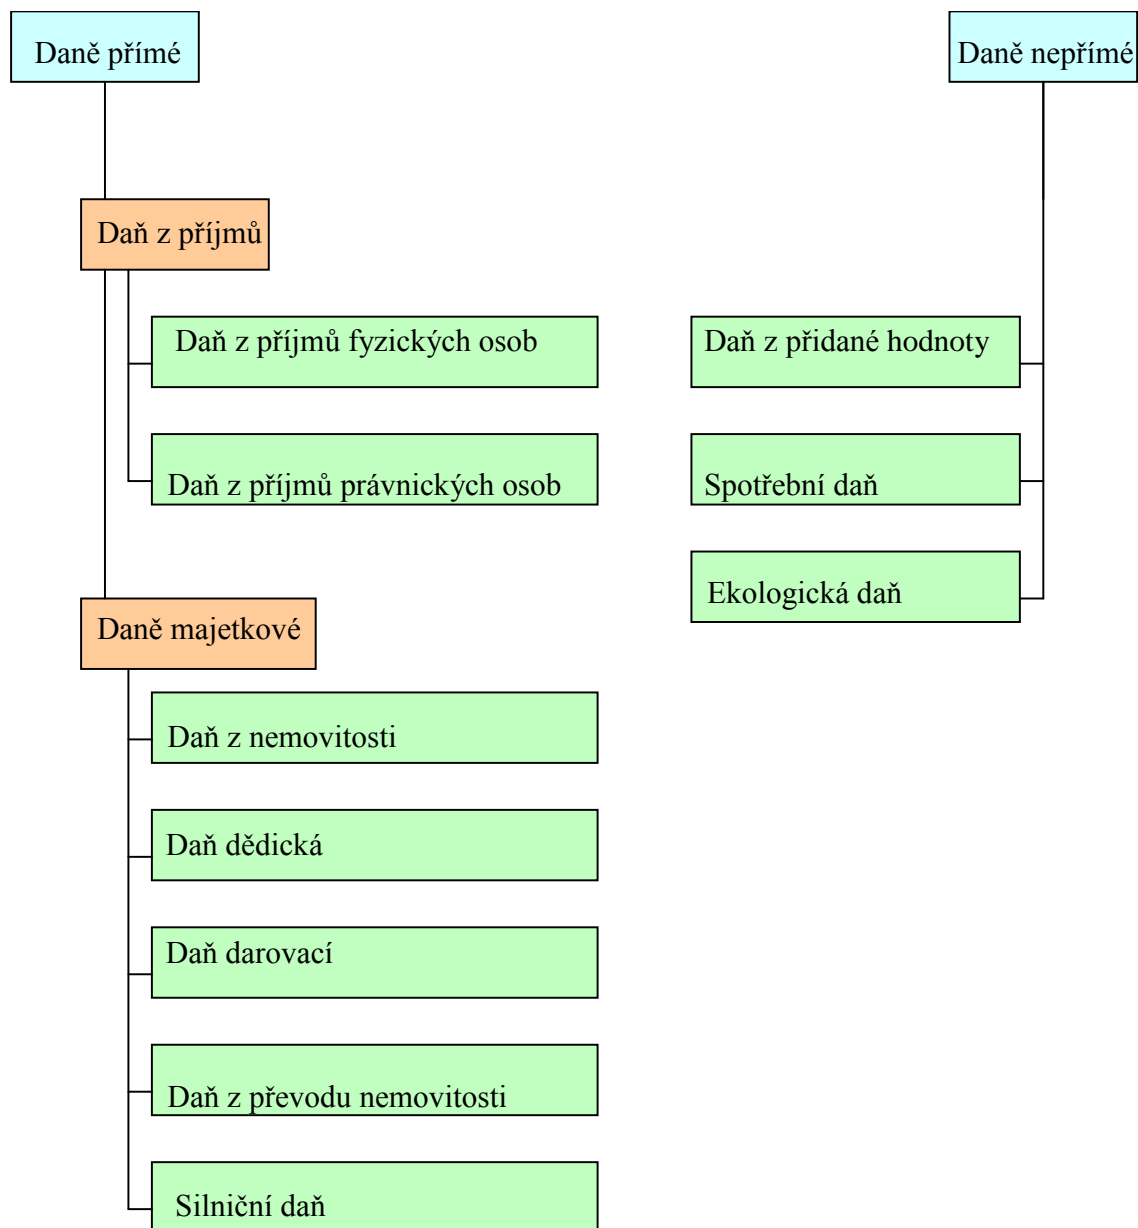 Daně přímé
Daně nepřímé
Daň z příjmů
Daň z příjmů fyzických osob
Daň z přidané hodnoty
Daň z příjmů právnických osob
Spotřební daň
Ekologická daň
Daně majetkové
Daň z nemovitosti
Daň dědická
Daň darovací
Daň z převodu nemovitosti
Silniční daň